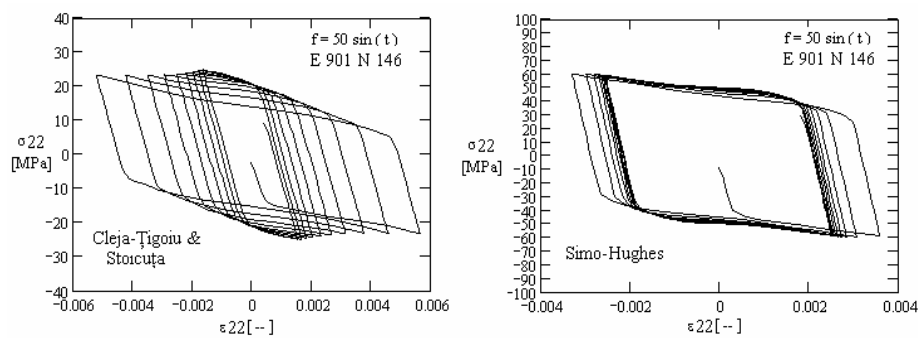 40
30
20
10
0
−10
−20
−30
−40
σ22
[MPa]
f = 50 sin( t )
E 901 N 146
Cleja-Țigoiu &
Stoicuța
−0.006 −0.004 −0.002 0 0.002 0.004 0.006
ε22[ -- ]
100
90
80
70
60
50
40
30
20
10
0
−10
−20
−30
−40
−50
−60
−70
−80
−90
−100
σ22
[MPa]
f = 50 sin( t )
E 901 N 146
Simo-Hughes
−0.004 −0.002 0 0.002 0.004
ε22[ -- ]